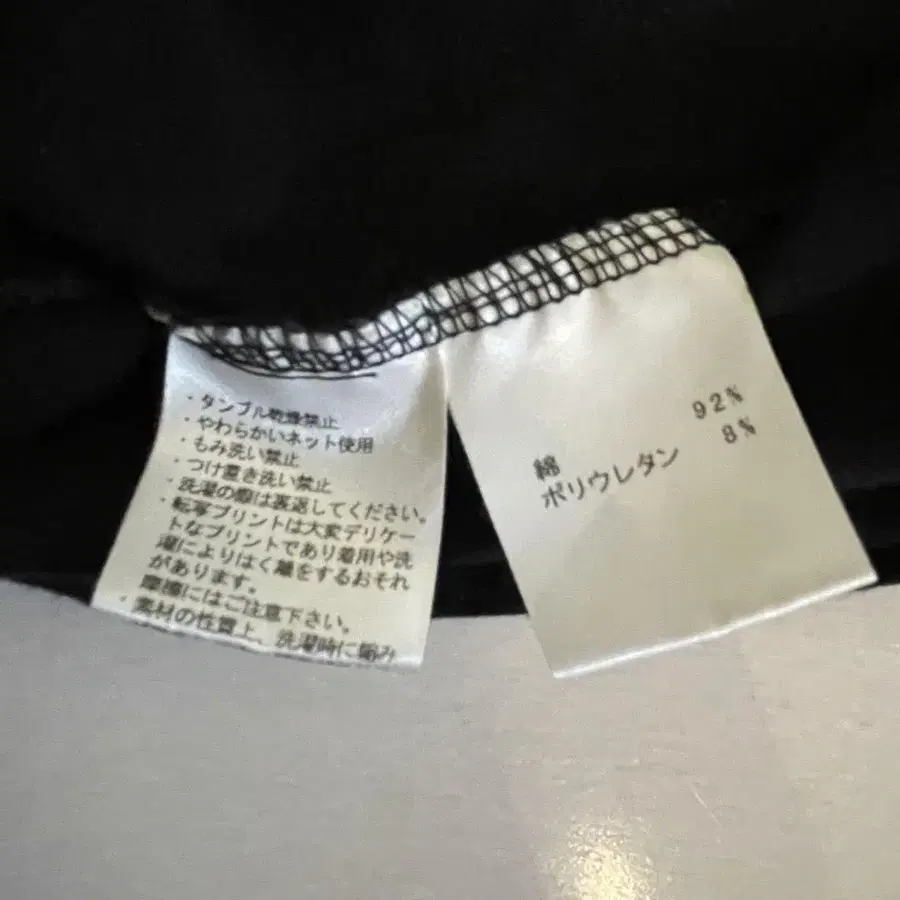 ・タンブル乾燥禁止
・やわらかいネット使用
・もみ洗い禁止
・つけ置き洗い禁止
・洗濯の際は裏返してください。
・転写プリントは大変デリケー
トなプリントであり着用や洗
濯によりはく離をするおそれ
があります。
摩擦にはご注意下さい。
・素材の性質上、洗濯時に縮み
綿 92%
ポリウレタン 8%